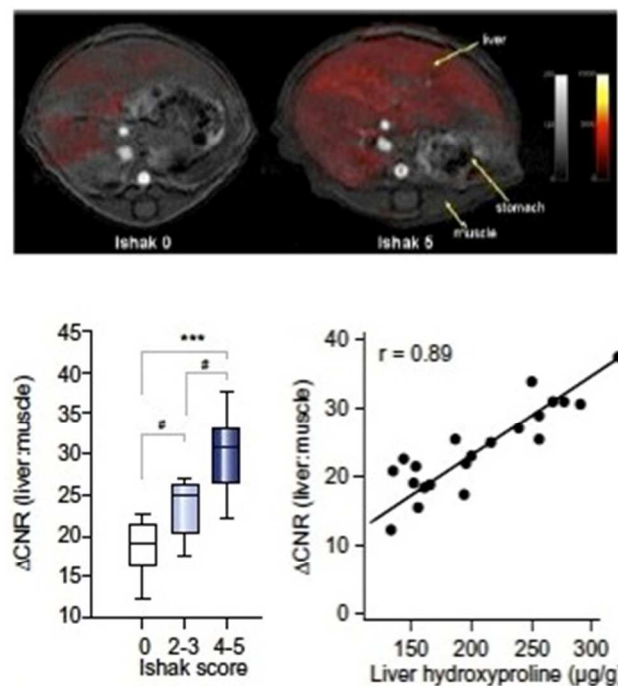 liver
stomach
muscle
Ishak 0
Ishak 5
ΔCNR (liver:muscle)
45
40
35
30
25
20
15
10
***
#
#
0 2-3 4-5
Ishak score
ΔCNR (liver:muscle)
40
30
20
10
0
r = 0.89
150 200 250 300
Liver hydroxyproline (µg/g)